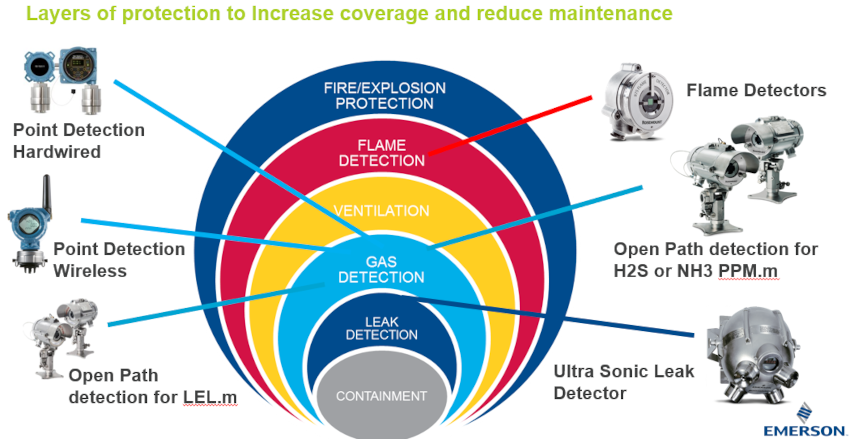 Layers of protection to Increase coverage and reduce maintenance
Point Detection
Hardwired
Point Detection
Wireless
Open Path
detection for LEL.m
FIRE/EXPLOSION
PROTECTION
FLAME
DETECTION
VENTILATION
GAS
DETECTION
LEAK
DETECTION
CONTAINMENT
Flame Detectors
Open Path detection for
H2S or NH3 PPM.m
Ultra Sonic Leak
Detector
EMERSON